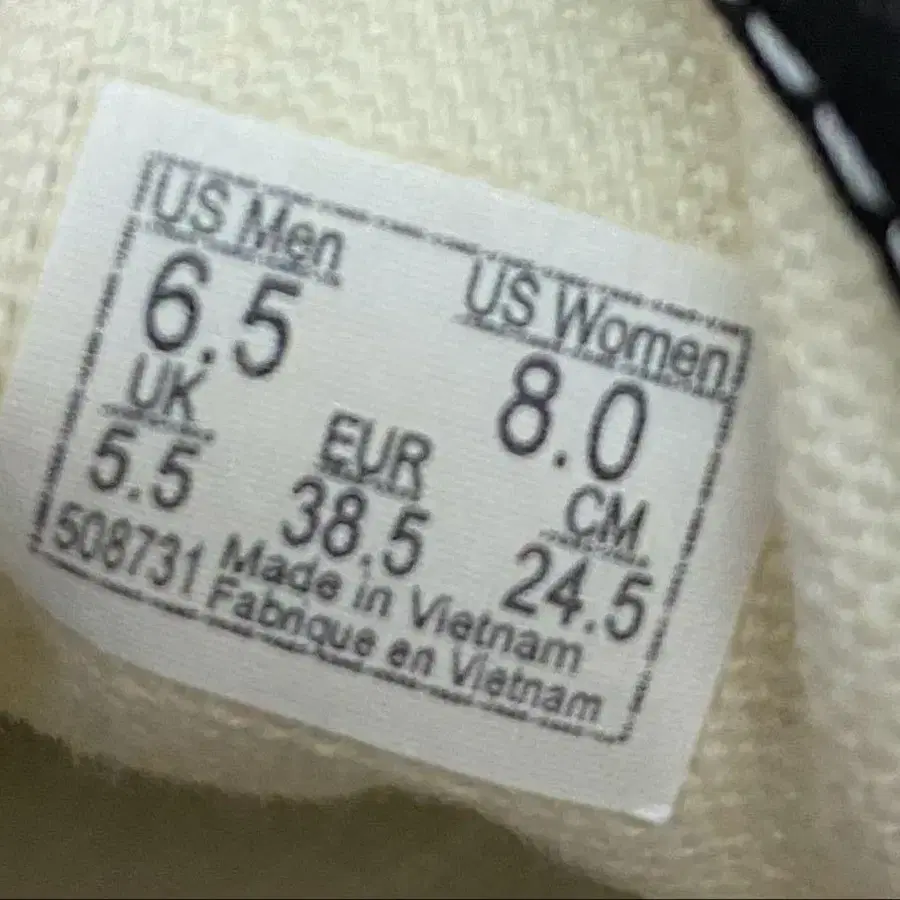 US Men US Women
6.5 8.0
UK EUR CM
5.5 38.5 24.5
508731 Made in Vietnam
Fabrique en Vietnam